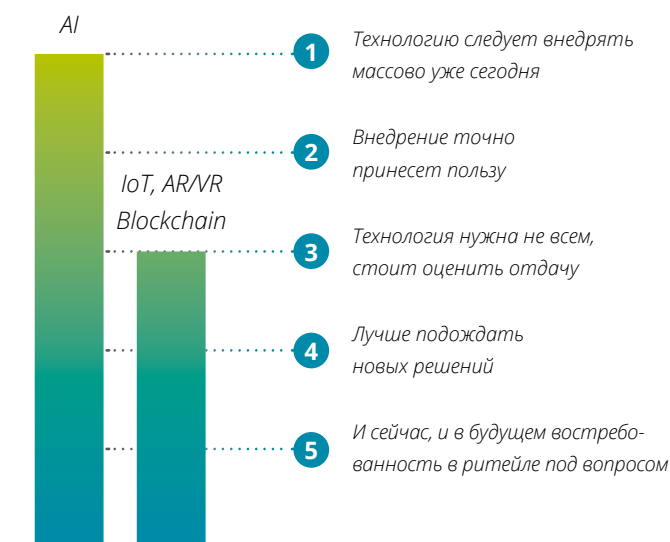 AI
1
Технологию следует внедрять
массово уже сегодня
2
Внедрение точно
принесет пользу
IoT, AR/VR
Blockchain
3
Технология нужна не всем,
стоит оценить отдачу
4
Лучше подождать
новых решений
5
И сейчас, и в будущем востребо-
ванность в ритейле под вопросом